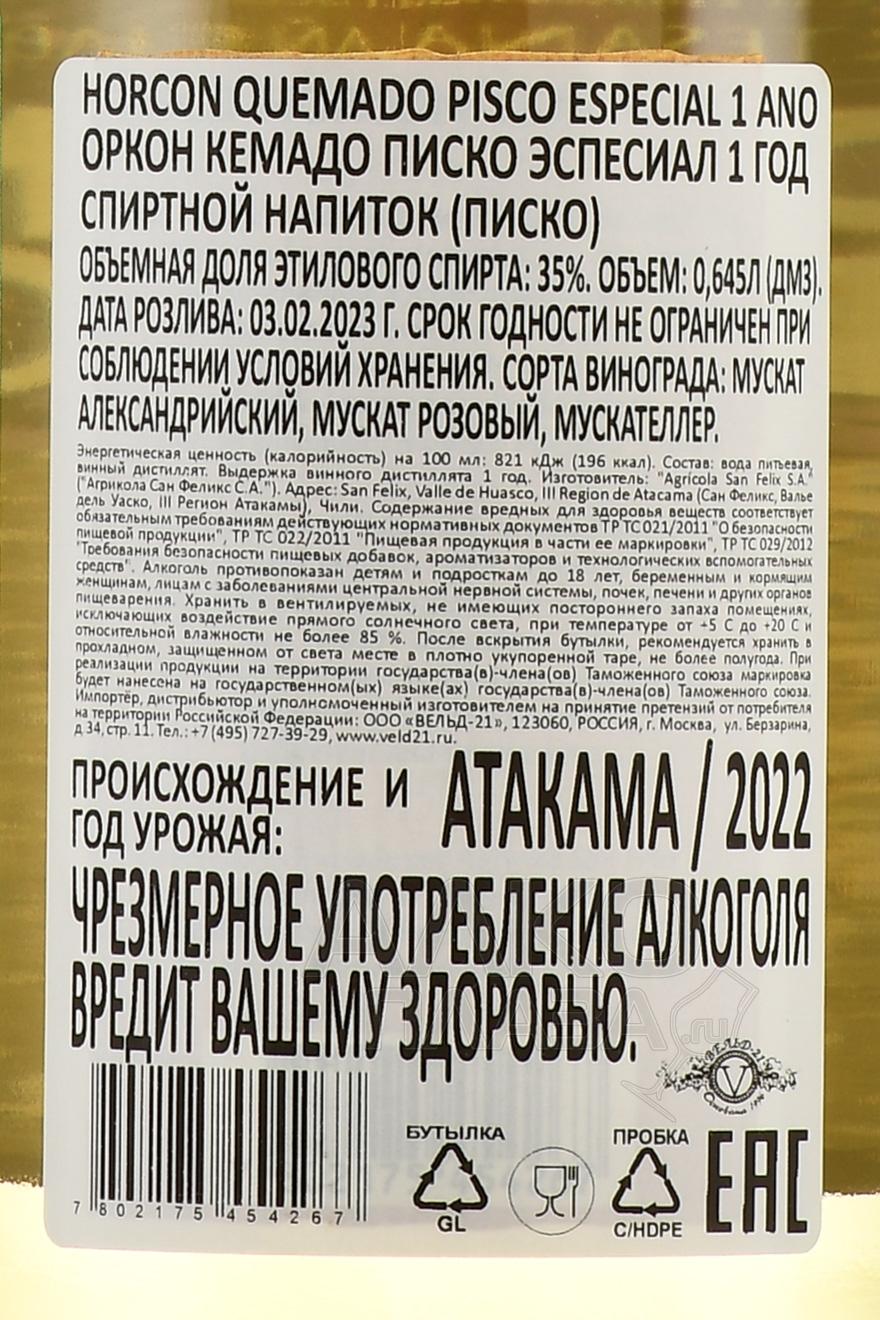 HORCON QUEMADO PISCO ESPECIAL 1 ANO
ОРКОН КЕМАДО ПИСКО ЭСПЕСИАЛ 1 ГОД
СПИРТНОЙ НАПИТОК (ПИСКО)
ОБЪЕМНАЯ ДОЛЯ ЭТИЛОВОГО СПИРТА: 35%. ОБЪЕМ: 0,645Л (ДМ3).
ДАТА РОЗЛИВА: 03.02.2023 Г. СРОК ГОДНОСТИ НЕ ОГРАНИЧЕН ПРИ
СОБЛЮДЕНИИ УСЛОВИЙ ХРАНЕНИЯ. СОРТА ВИНОГРАДА: МУСКАТ
АЛЕКСАНДРИЙСКИЙ, МУСКАТ РОЗОВЫЙ, МУСКАТЕЛЛЕР.
Энергетическая ценность (калорийность) на 100 мл: 821 кДж (196 ккал). Состав: вода питьевая,
винный дистиллят. Выдержка винного дистиллята 1 год. Изготовитель: "Agricola San Felix S.A."
("Агрикола Сан Феликс С.А."). Адрес: San Felix, Valle de Huasco, III Region de Atacama (Сан Феликс, Валье
дель Уаско, III Регион Атакамы), Чили. Содержание вредных для здоровья веществ соответствует
обязательным требованиям действующих нормативных документов ТР ТС 021/2011 "О безопасности
пищевой продукции", ТР ТС 022/2011 "Пищевая продукция в части ее маркировки", ТР ТС 029/2012
"Требования безопасности пищевых добавок, ароматизаторов и технологических вспомогательных
средств". Алкоголь противопоказан детям и подросткам до 18 лет, беременным и кормящим
женщинам, лицам с заболеваниями центральной нервной системы, почек, печени и других органов
пищеварения. Хранить в вентилируемых, не имеющих постороннего запаха помещениях,
исключающих воздействие прямого солнечного света, при температуре от +5 С до +20 С и
относительной влажности не более 85 %. После вскрытия бутылки, рекомендуется хранить в
прохладном, защищенном от света месте в плотно укупоренной таре, не более полугода. При
реализации продукции на территории государства(в)-члена(ов) Таможенного союза маркировка
будет нанесена на государственном(ых) языке(ах) государства(в)-члена(ов) Таможенного союза.
Импортёр, дистрибьютор и уполномоченный изготовителем на принятие претензий от потребителя
на территории Российской Федерации: ООО «ВЕЛЬД-21», 123060, РОССИЯ, г. Москва, ул. Берзарина,
д 34, стр. 11. Тел.: +7 (495) 727-39-29, www.veld21.ru.
ПРОИСХОЖДЕНИЕ И
ГОД УРОЖАЯ:
АТАКАМА / 2022
ЧРЕЗМЕРНОЕ УПОТРЕБЛЕНИЕ АЛКОГОЛЯ
ВРЕДИТ ВАШЕМУ ЗДОРОВЬЮ.
ВЕЛЬД-21
V
7 802175 454267
БУТЫЛКА
GL
ПРОБКА
C/HDPE
EAC